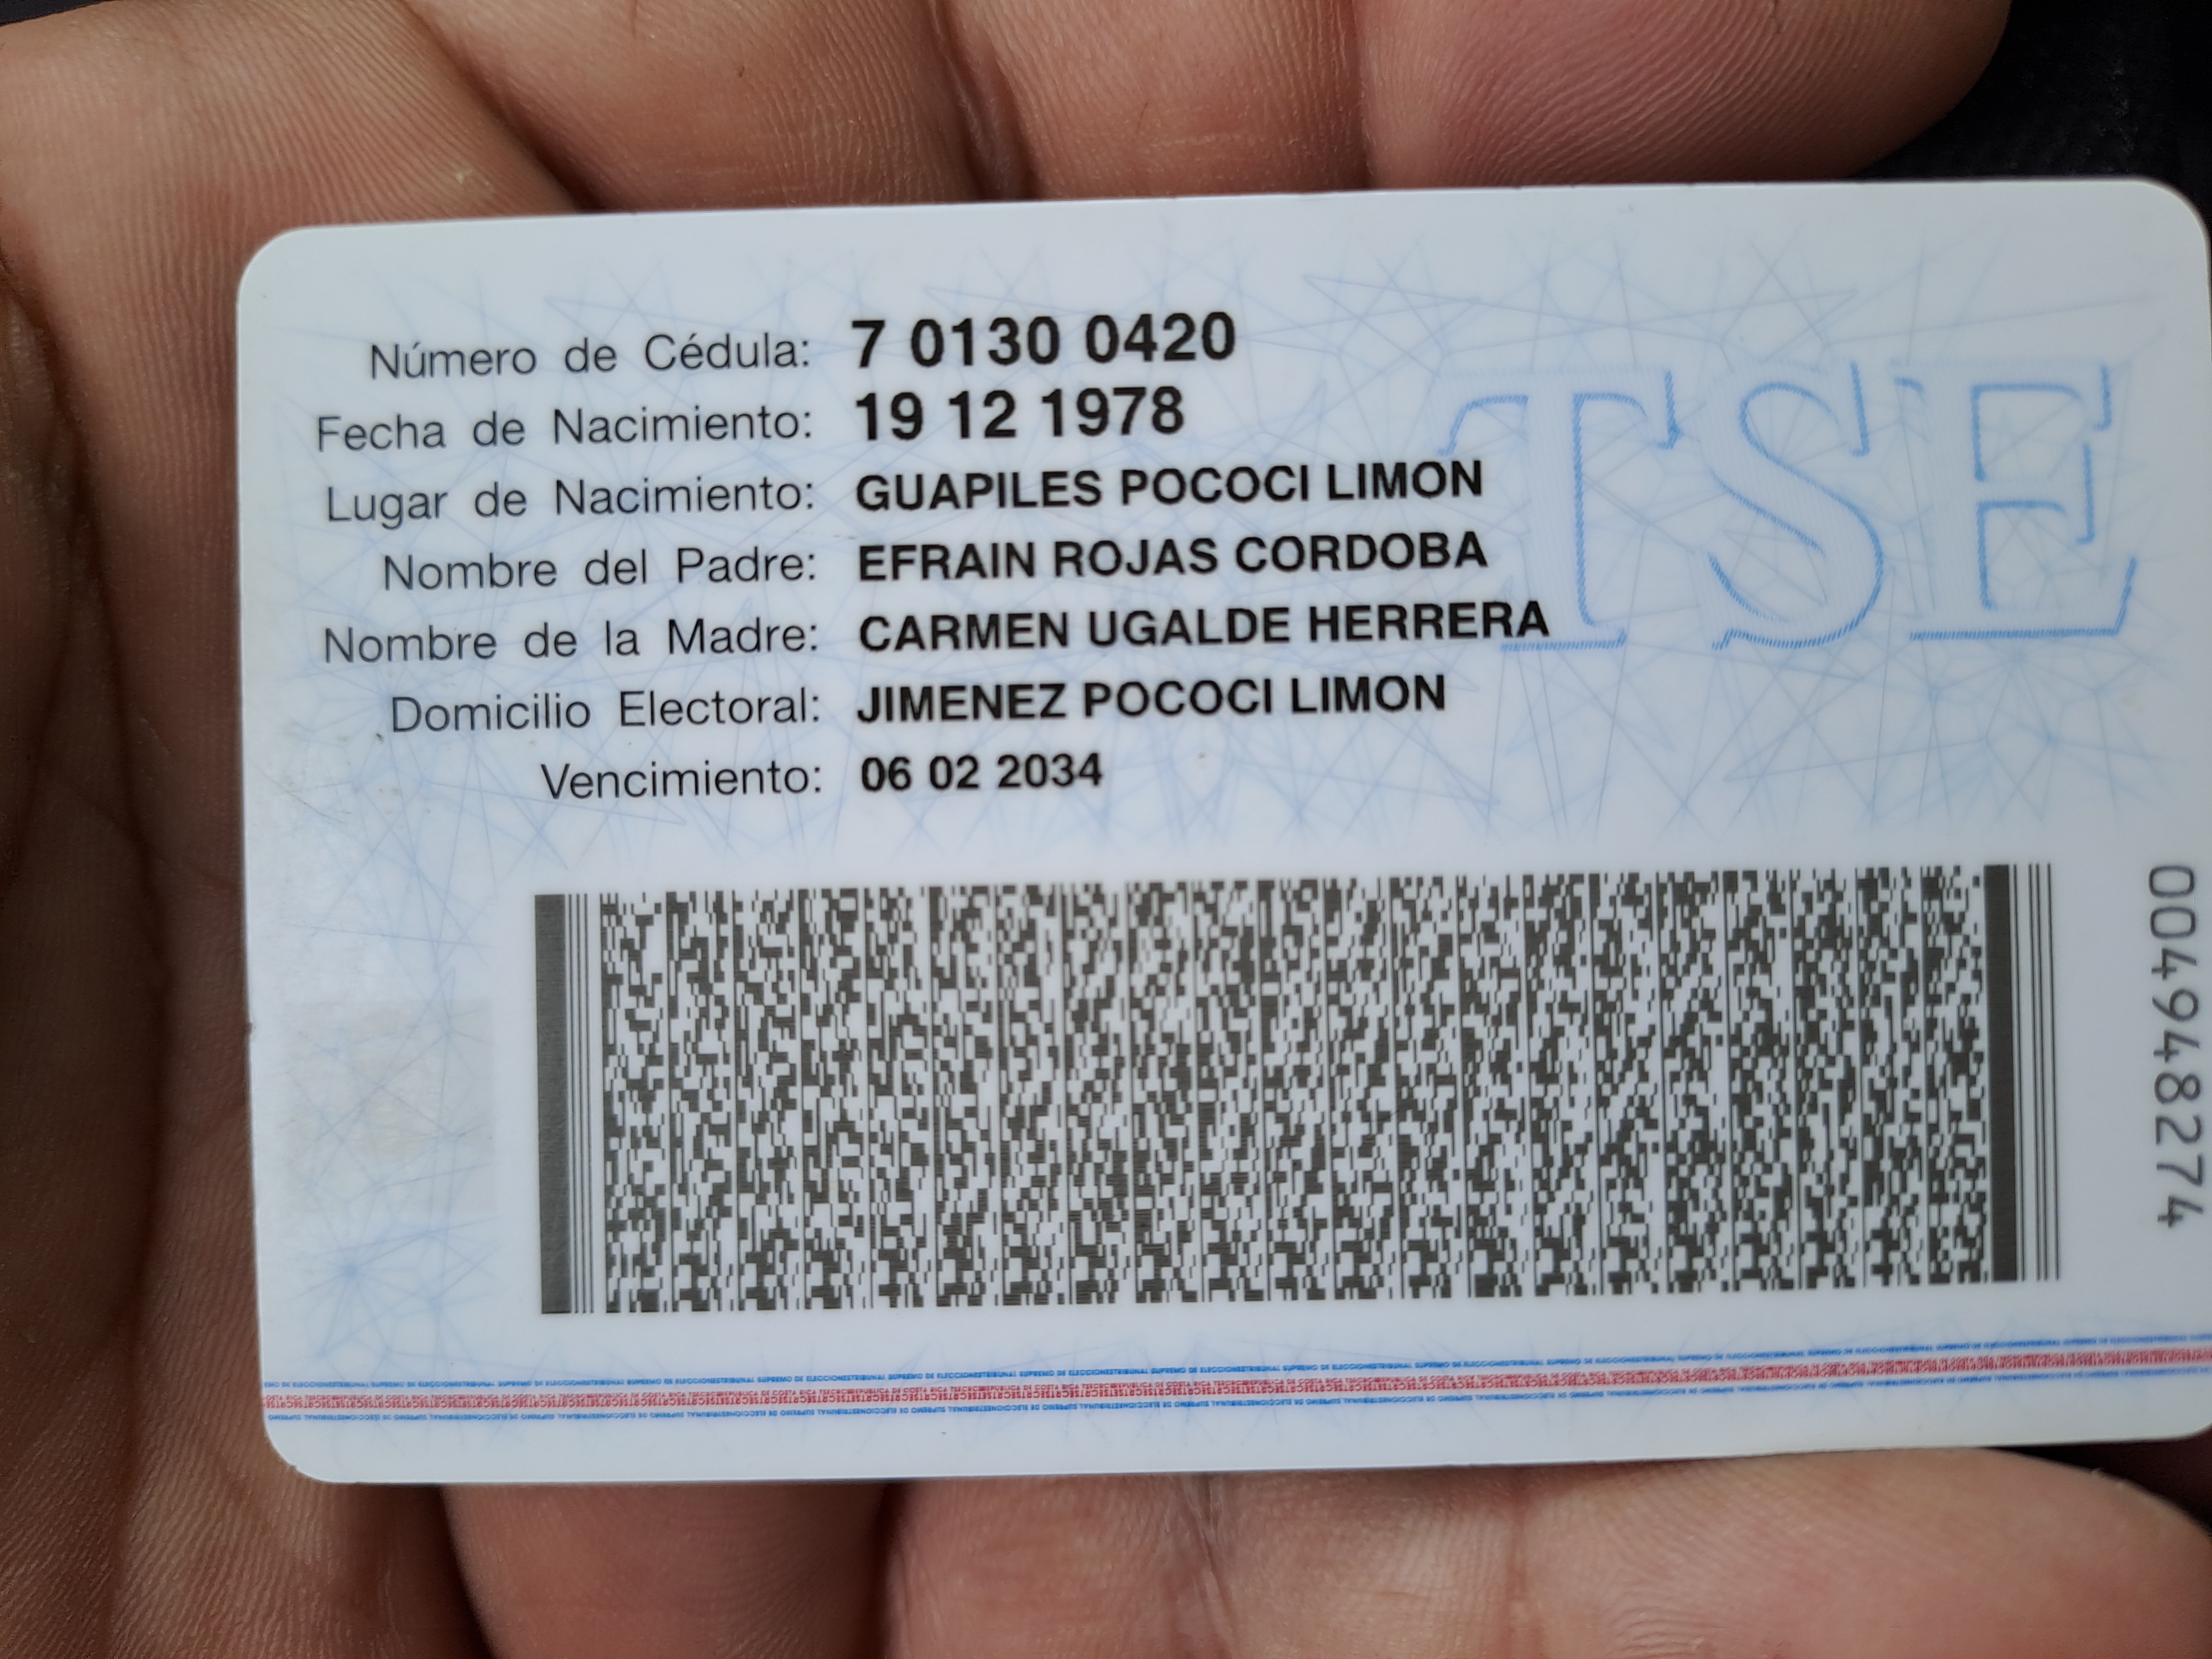 Número de Cédula: 7 0130 0420
Fecha de Nacimiento: 19 12 1978
Lugar de Nacimiento: GUAPILES POCOCI LIMON
Nombre del Padre: EFRAIN ROJAS CORDOBA
Nombre de la Madre: CARMEN UGALDE HERRERA
Domicilio Electoral: JIMENEZ POCOCI LIMON
Vencimiento: 06 02 2034
TSE
004948274